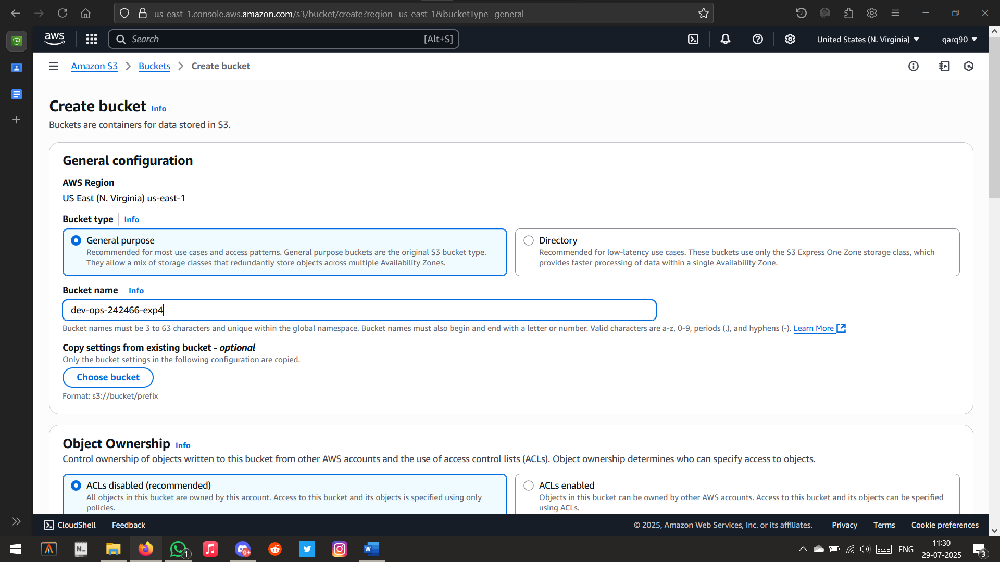 us-east-1.console.aws.amazon.com/s3/bucket/create?region=us-east-1&bucketType=general
aws
Search
[Alt+S]
United States (N. Virginia)
qarq90
Amazon S3 > Buckets > Create bucket
Create bucket Info
Buckets are containers for data stored in S3.
General configuration
AWS Region
US East (N. Virginia) us-east-1
Bucket type Info
General purpose
Recommended for most use cases and access patterns. General purpose buckets are the original S3 bucket type.
They allow a mix of storage classes that redundantly store objects across multiple Availability Zones.
Directory
Recommended for low-latency use cases. These buckets use only the S3 Express One Zone storage class, which
provides faster processing of data within a single Availability Zone.
Bucket name Info
dev-ops-242466-exp4
Bucket names must be 3 to 63 characters and unique within the global namespace. Bucket names must also begin and end with a letter or number. Valid characters are a-z, 0-9, periods (.), and hyphens (-). Learn More
Copy settings from existing bucket - optional
Only the bucket settings in the following configuration are copied.
Choose bucket
Format: s3://bucket/prefix
Object Ownership Info
Control ownership of objects written to this bucket from other AWS accounts and the use of access control lists (ACLs). Object ownership determines who can specify access to objects.
ACLs disabled (recommended)
All objects in this bucket are owned by this account. Access to this bucket and its objects is specified using only
policies.
ACLs enabled
Objects in this bucket can be owned by other AWS accounts. Access to this bucket and its objects can be specified
using ACLs.
CloudShell
Feedback
© 2025, Amazon Web Services, Inc. or its affiliates.
Privacy
Terms
Cookie preferences
N_
1
9+
W
ENG
11:30
29-07-2025
3